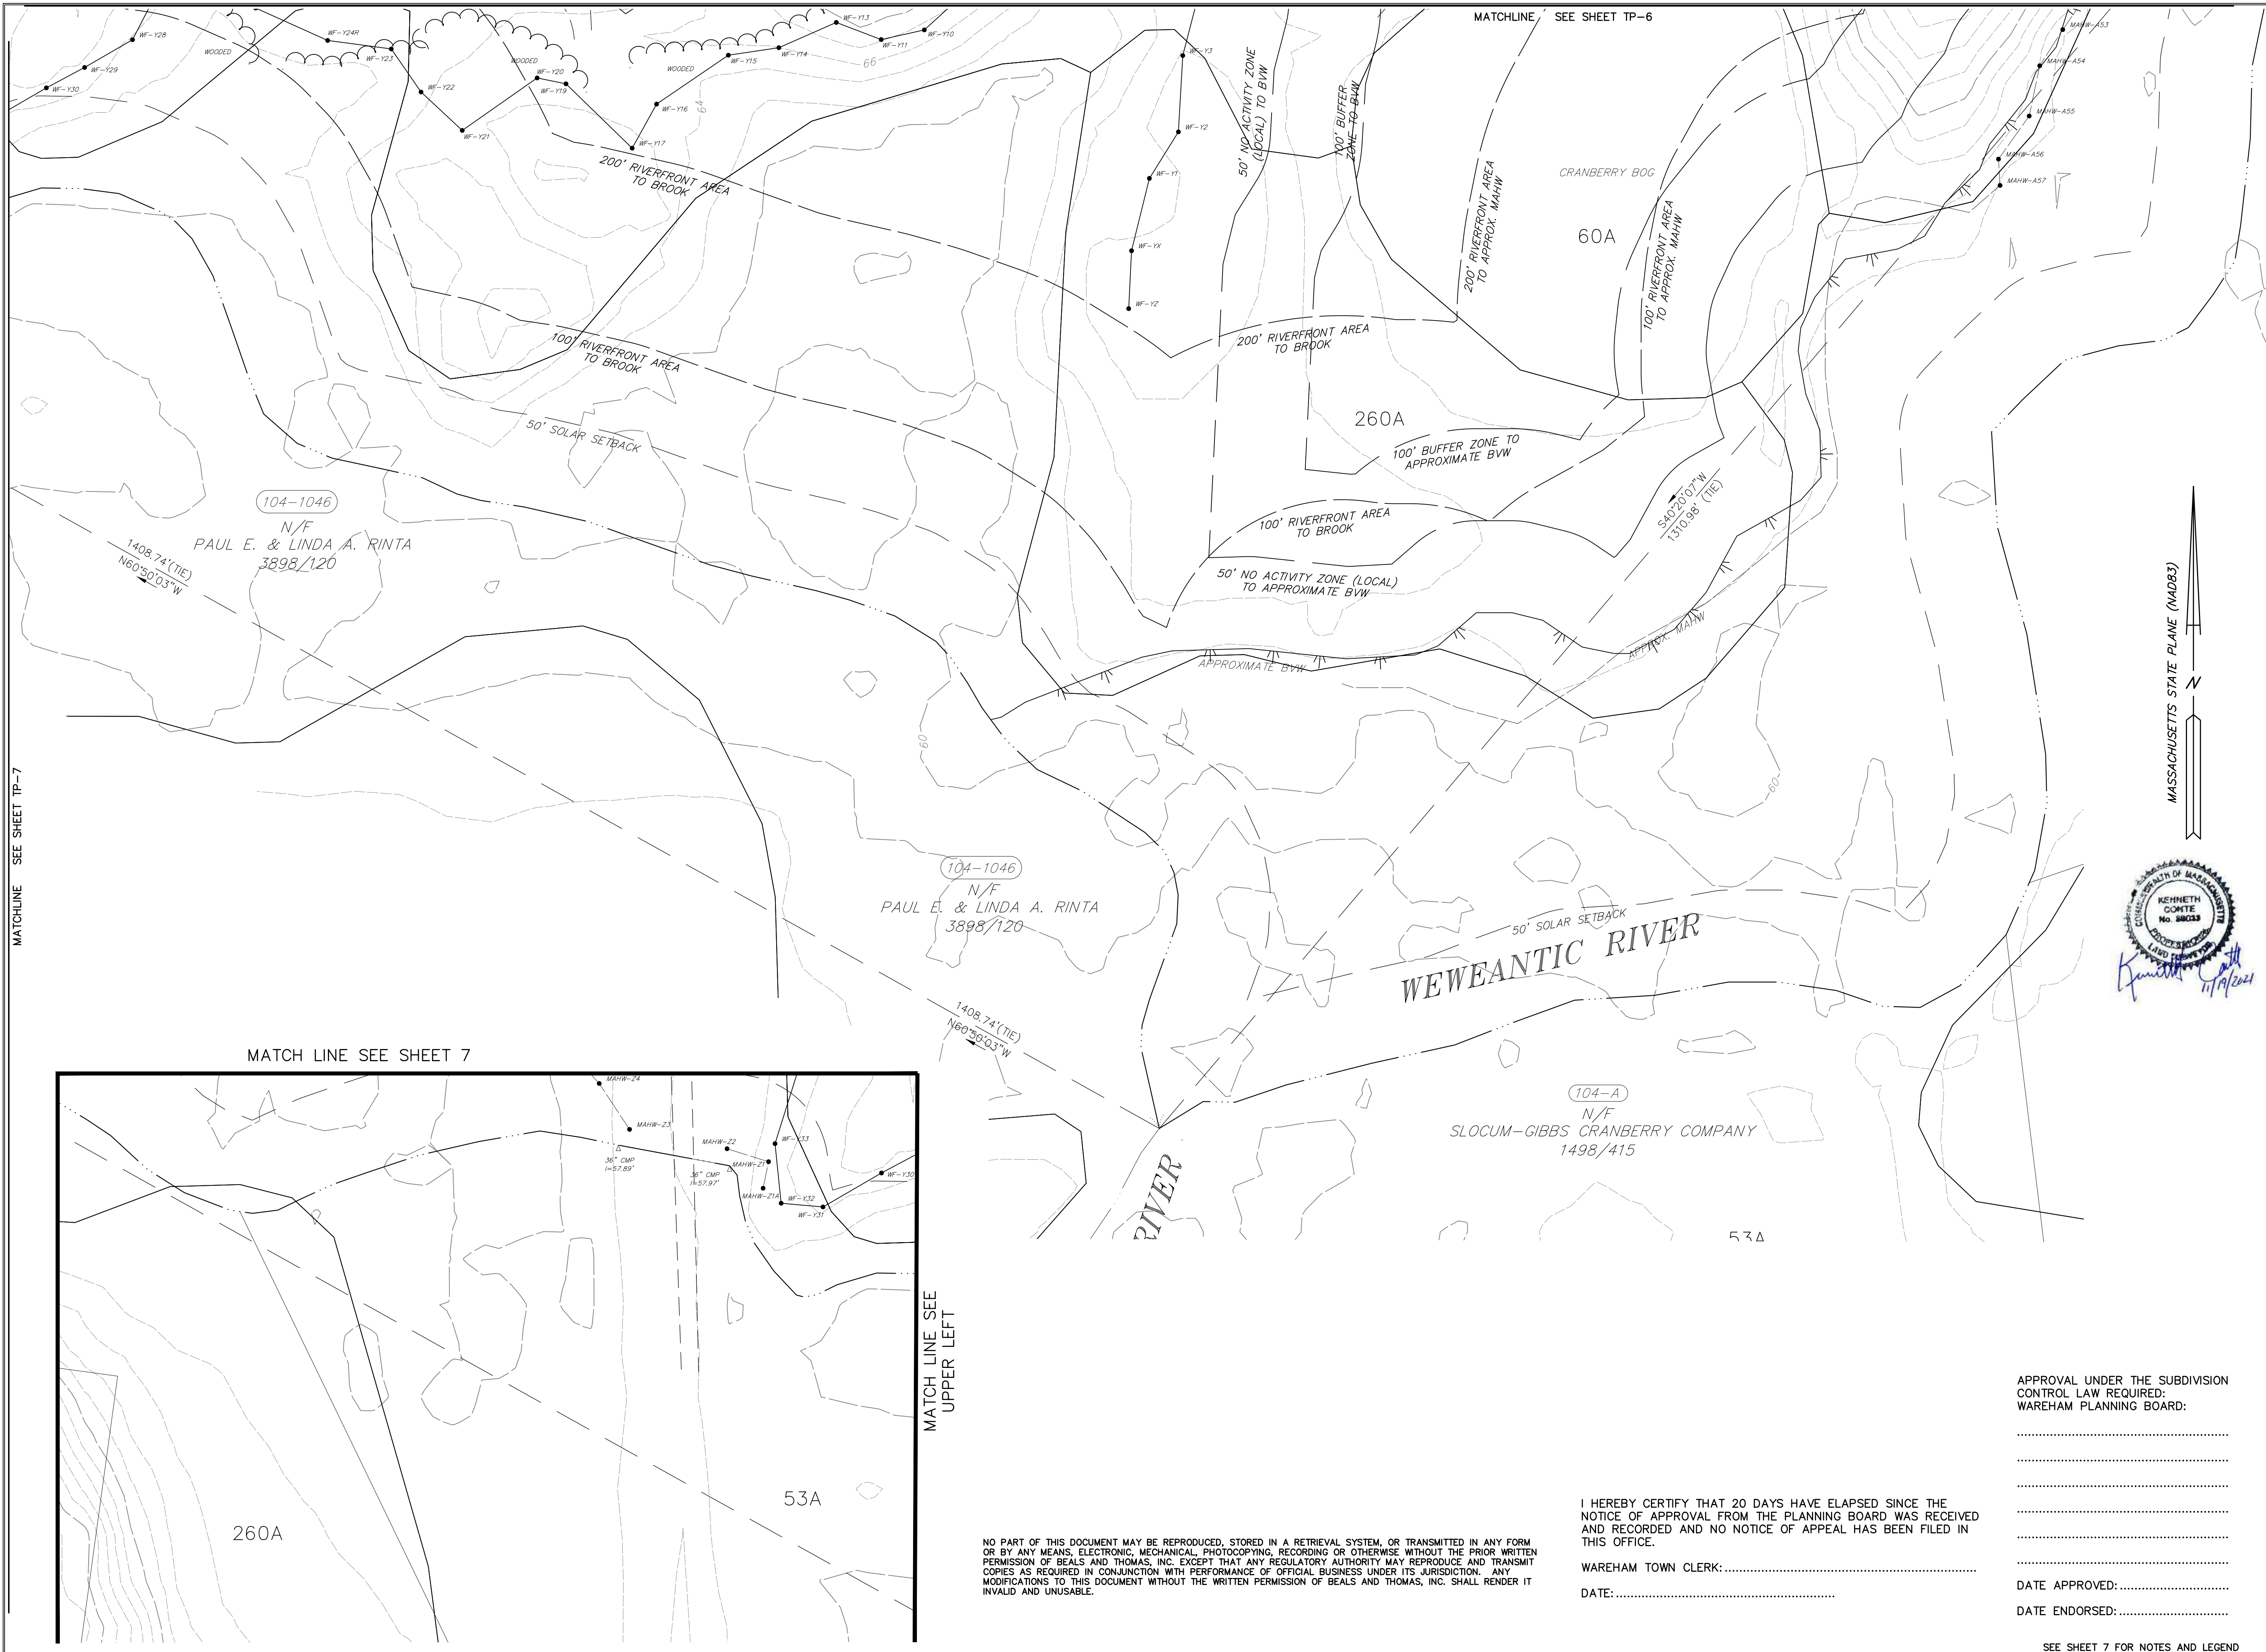 MATCHLINE SEE SHEET TP-6
WF-Y28
WF-Y29
WF-Y30
WOODED
WF-Y24R
WF-Y23
WF-Y22
WF-Y21
WOODED
WF-Y20
WF-Y19
WF-Y17
WF-Y16
WOODED
WF-Y15
WF-Y14
WF-Y13
WF-Y11
WF-Y10
66
64
WF-Y3
WF-Y2
WF-Y1
WF-YX
WF-YZ
50' NO ACTIVITY ZONE
(LOCAL) TO BVW
100' BUFFER
ZONE TO BVW
200' RIVERFRONT AREA
TO APPROX. MAHW
CRANBERRY BOG
60A
100' RIVERFRONT AREA
TO APPROX. MAHW
MAHW-A53
MAHW-A54
MAHW-A55
MAHW-A56
MAHW-A57
200' RIVERFRONT AREA
TO BROOK
100' RIVERFRONT AREA
TO BROOK
200' RIVERFRONT AREA
TO BROOK
50' SOLAR SETBACK
260A
100' BUFFER ZONE TO
APPROXIMATE BVW
S40°20'07"W
1310.98' (TIE)
100' RIVERFRONT AREA
TO BROOK
50' NO ACTIVITY ZONE (LOCAL)
TO APPROXIMATE BVW
104-1046
N/F
PAUL E. & LINDA A. RINTA
3898/120
1408.74'(TIE)
N60°50'03"W
APPROXIMATE BVW
APPROX. MAHW
60
60
MATCHLINE SEE SHEET TP-7
MASSACHUSETTS STATE PLANE (NAD83)
N
104-1046
N/F
PAUL E. & LINDA A. RINTA
3898/120
50' SOLAR SETBACK
WEWEANTIC RIVER
COMMONWEALTH OF MASSACHUSETTS
KENNETH
CONTE
PROFESSIONAL
LAND SURVEYOR
11/19/2021
1408.74'(TIE)
N60°50'03"W
104-A
N/F
SLOCUM-GIBBS CRANBERRY COMPANY
1498/415
RIVER
53A
MATCH LINE SEE SHEET 7
MAHW-Z4
MAHW-Z3
MAHW-Z2
MAHW-Z1
MAHW-Z1A
36" CMP
I=57.89'
36" CMP
I=57.97'
WF-Y33
WF-Y32
WF-Y31
WF-Y30
MATCH LINE SEE
UPPER LEFT
53A
260A
NO PART OF THIS DOCUMENT MAY BE REPRODUCED, STORED IN A RETRIEVAL SYSTEM, OR TRANSMITTED IN ANY FORM
OR BY ANY MEANS, ELECTRONIC, MECHANICAL, PHOTOCOPYING, RECORDING OR OTHERWISE WITHOUT THE PRIOR WRITTEN
PERMISSION OF BEALS AND THOMAS, INC. EXCEPT THAT ANY REGULATORY AUTHORITY MAY REPRODUCE AND TRANSMIT
COPIES AS REQUIRED IN CONJUNCTION WITH PERFORMANCE OF OFFICIAL BUSINESS UNDER ITS JURISDICTION. ANY
MODIFICATIONS TO THIS DOCUMENT WITHOUT THE WRITTEN PERMISSION OF BEALS AND THOMAS, INC. SHALL RENDER IT
INVALID AND UNUSABLE.
I HEREBY CERTIFY THAT 20 DAYS HAVE ELAPSED SINCE THE
NOTICE OF APPROVAL FROM THE PLANNING BOARD WAS RECEIVED
AND RECORDED AND NO NOTICE OF APPEAL HAS BEEN FILED IN
THIS OFFICE.
WAREHAM TOWN CLERK:
DATE:
APPROVAL UNDER THE SUBDIVISION
CONTROL LAW REQUIRED:
WAREHAM PLANNING BOARD:
DATE APPROVED:
DATE ENDORSED:
SEE SHEET 7 FOR NOTES AND LEGEND